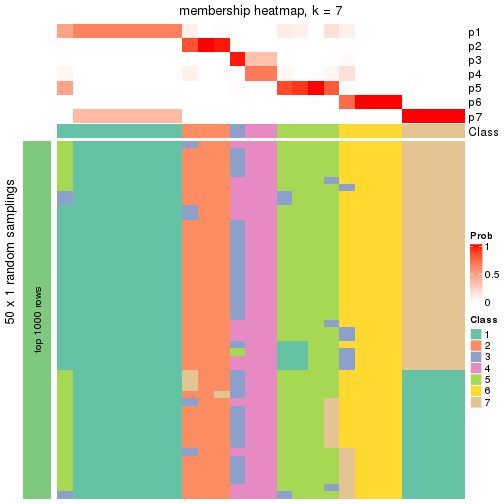 membership heatmap, k = 7
p1
p2
p3
p4
p5
p6
p7
Class
50 x 1 random samplings
top 1000 rows
Prob
1
0.5
0
Class
1
2
3
4
5
6
7